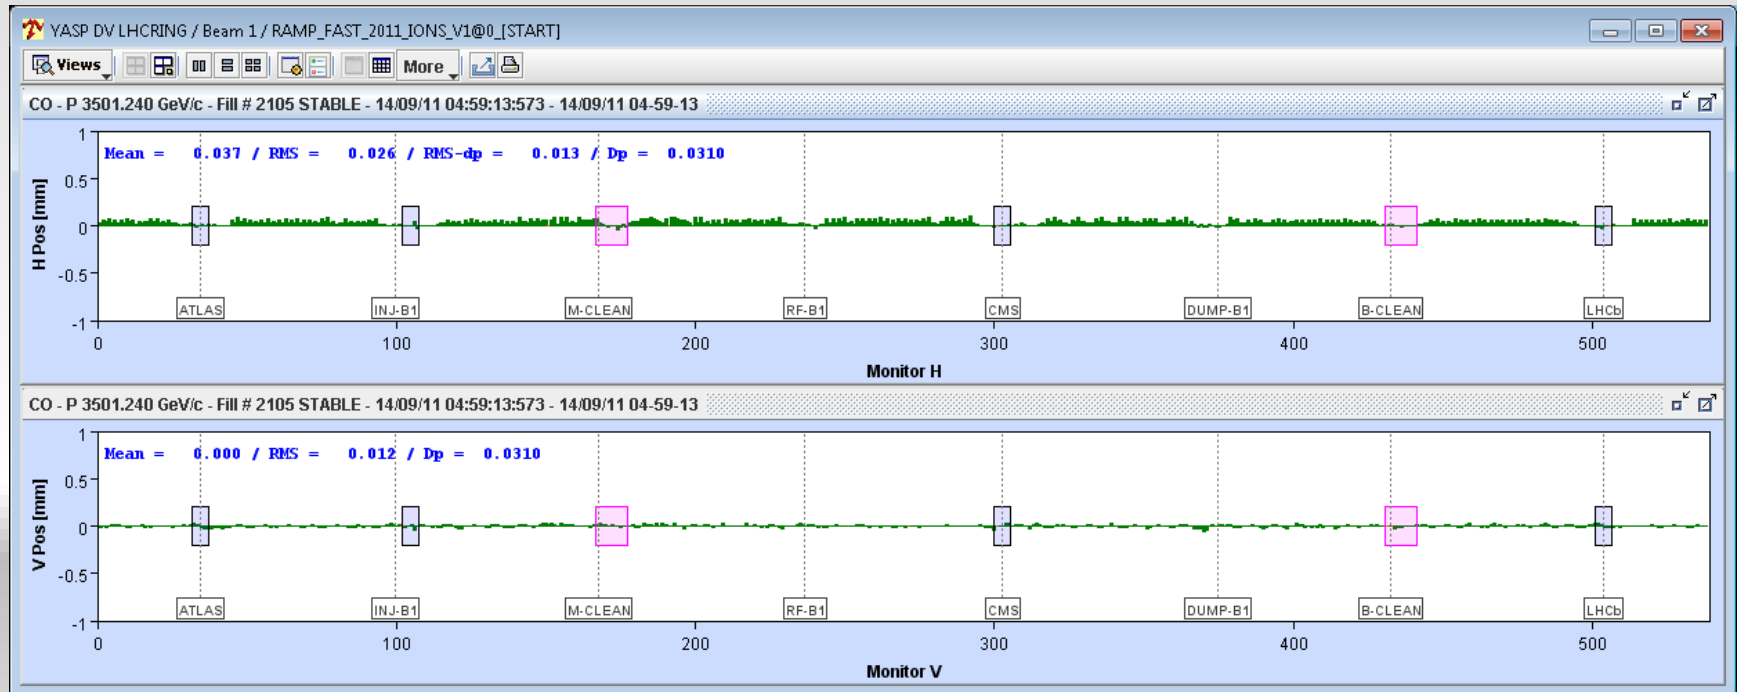 YASP DV LHCRING / Beam 1 / RAMP_FAST_2011_IONS_V1@0_[START]
Views More
CO - P 3501.240 GeV/c - Fill # 2105 STABLE - 14/09/11 04:59:13:573 - 14/09/11 04-59-13
Mean = 0.037 / RMS = 0.026 / RMS-dp = 0.013 / Dp = 0.0310
H Pos [mm]
1
0.5
0
-0.5
-1
ATLAS INJ-B1 M-CLEAN RF-B1 CMS DUMP-B1 B-CLEAN LHCb
0 100 200 300 400 500
Monitor H
CO - P 3501.240 GeV/c - Fill # 2105 STABLE - 14/09/11 04:59:13:573 - 14/09/11 04-59-13
Mean = 0.000 / RMS = 0.012 / Dp = 0.0310
V Pos [mm]
1
0.5
0
-0.5
-1
ATLAS INJ-B1 M-CLEAN RF-B1 CMS DUMP-B1 B-CLEAN LHCb
0 100 200 300 400 500
Monitor V